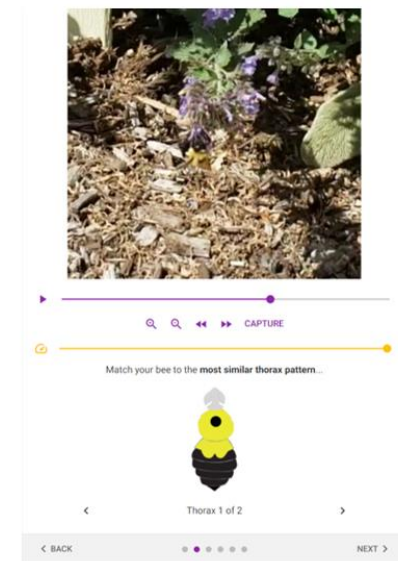 CAPTURE
Match your bee to the most similar thorax pattern...
Thorax 1 of 2
BACK
NEXT